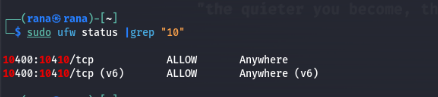 "the quieter you become, th
┌──(rana㉿rana)-[~]
└─$ sudo ufw status |grep "10"
10400:10410/tcp ALLOW Anywhere
10400:10410/tcp (v6) ALLOW Anywhere (v6)